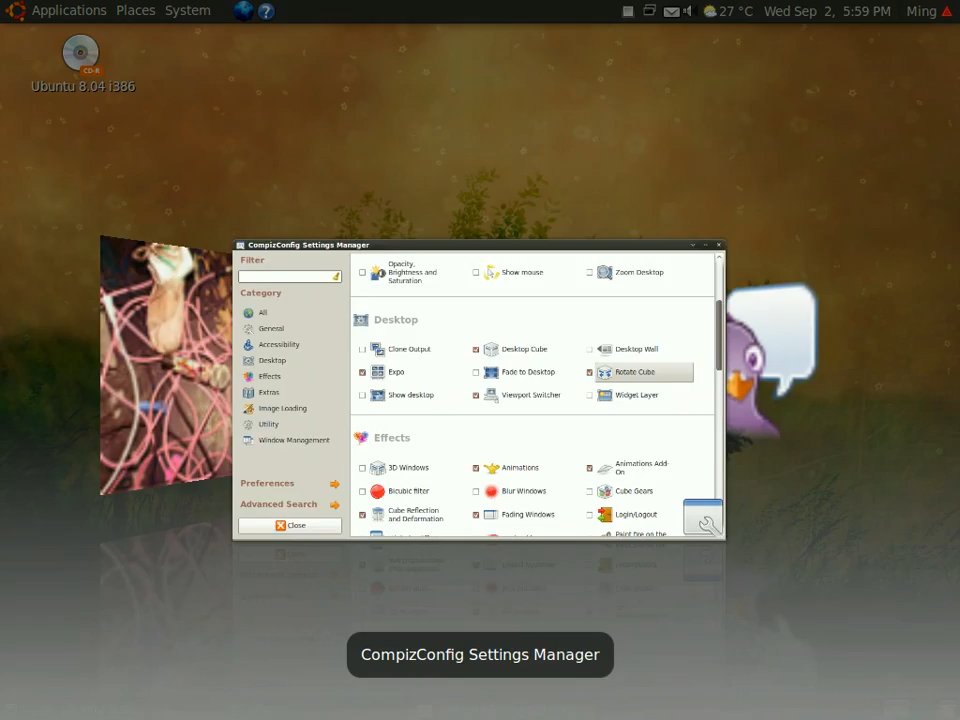 Applications Places System
27 °C Wed Sep 2, 5:59 PM Ming
CD-R
Ubuntu 8.04 i386
CompizConfig Settings Manager
Filter
Category
All
General
Accessibility
Desktop
Effects
Extras
Image Loading
Utility
Window Management
Preferences
Advanced Search
Close
Opacity,
Brightness and
Saturation
Show mouse
Zoom Desktop
Desktop
Clone Output
Desktop Cube
Desktop Wall
Expo
Fade to Desktop
Rotate Cube
Show desktop
Viewport Switcher
Widget Layer
Effects
3D Windows
Animations
Animations Add-
On
Bicubic filter
Blur Windows
Cube Gears
Cube Reflection
and Deformation
Fading Windows
Login/Logout
Paint fire on the
CompizConfig Settings Manager